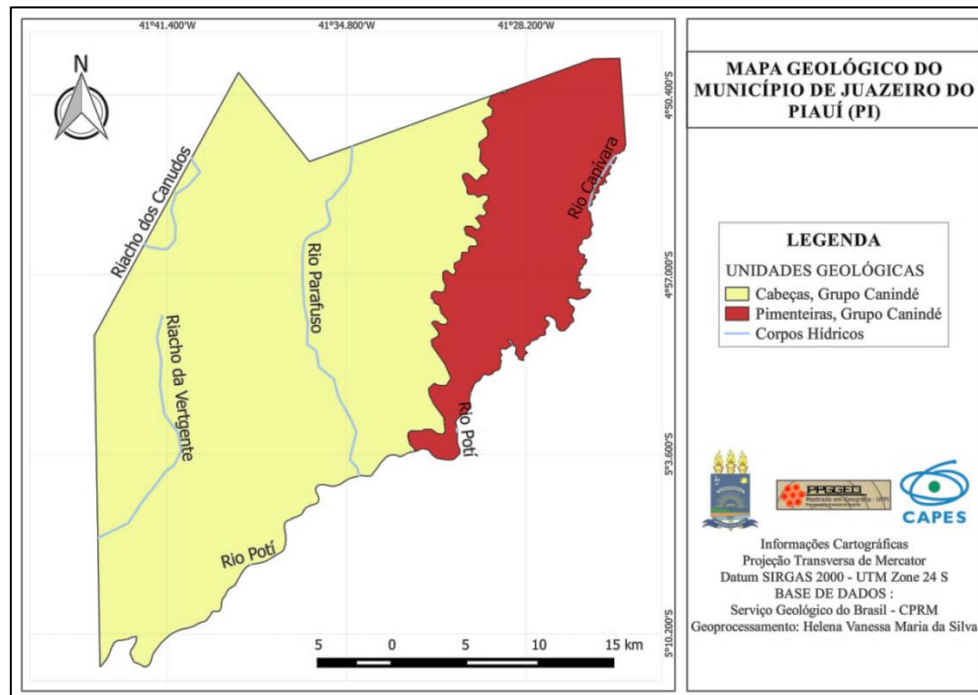 41°41.400'W
41°34.800'W
41°28.200'W
N
Riacho dos Canudos
Rio Parafuso
Riacho da Vertgente
Rio Capívara
Rio Potí
Rio Potí
4°50.400'S
4°57.000'S
5°3.600'S
5°10.200'S
5 0 5 10 15 km
MAPA GEOLÓGICO DO
MUNICÍPIO DE JUAZEIRO DO
PIAUÍ (PI)
LEGENDA
UNIDADES GEOLÓGICAS
Cabeças, Grupo Canindé
Pimenteiras, Grupo Canindé
Corpos Hídricos
PPGGEO
CAPES
Informações Cartográficas
Projeção Transversa de Mercator
Datum SIRGAS 2000 - UTM Zone 24 S
BASE DE DADOS :
Serviço Geológico do Brasil - CPRM
Geoprocessamento: Helena Vanessa Maria da Silva